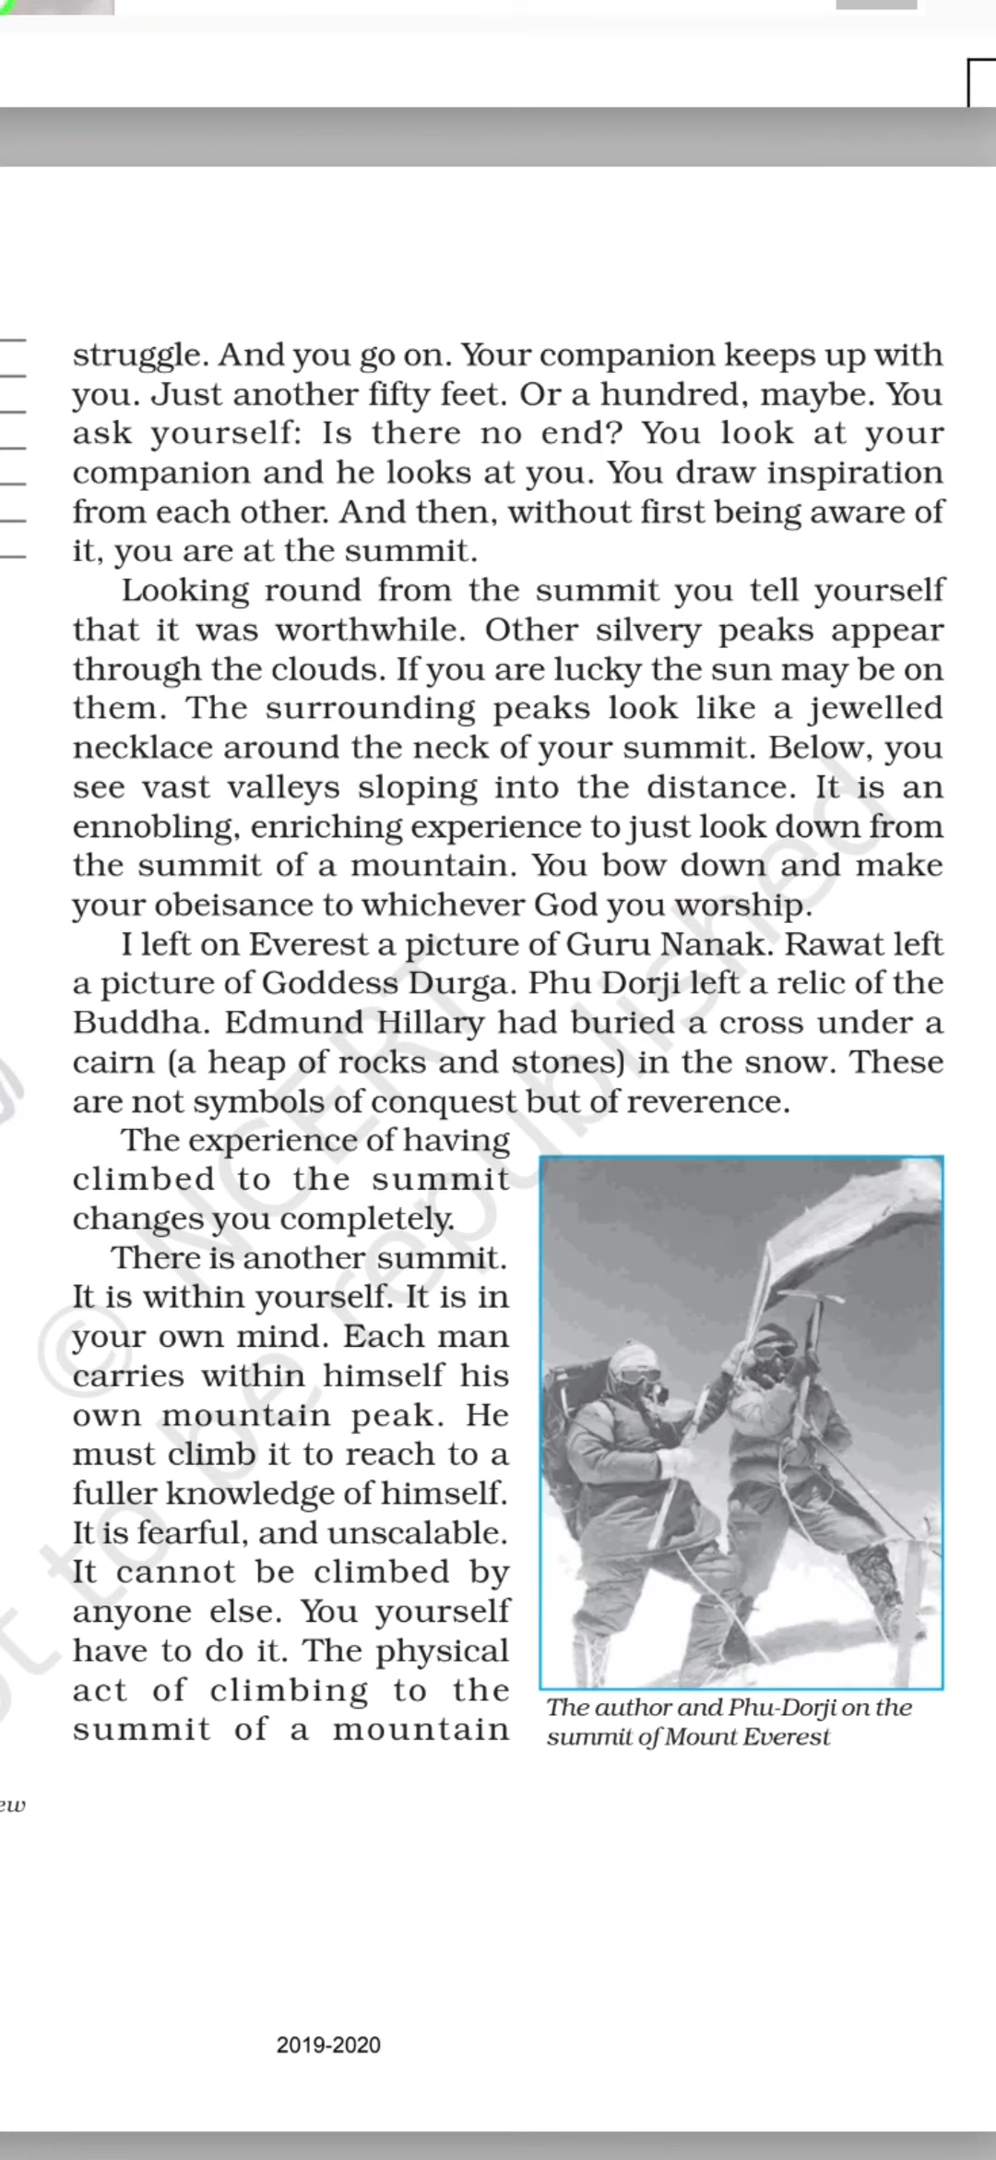 struggle. And you go on. Your companion keeps up with
you. Just another fifty feet. Or a hundred, maybe. You
ask yourself: Is there no end? You look at your
companion and he looks at you. You draw inspiration
from each other. And then, without first being aware of
it, you are at the summit.
Looking round from the summit you tell yourself
that it was worthwhile. Other silvery peaks appear
through the clouds. If you are lucky the sun may be on
them. The surrounding peaks look like a jewelled
necklace around the neck of your summit. Below, you
see vast valleys sloping into the distance. It is an
ennobling, enriching experience to just look down from
the summit of a mountain. You bow down and make
your obeisance to whichever God you worship.
I left on Everest a picture of Guru Nanak. Rawat left
a picture of Goddess Durga. Phu Dorji left a relic of the
Buddha. Edmund Hillary had buried a cross under a
cairn (a heap of rocks and stones) in the snow. These
are not symbols of conquest but of reverence.
The experience of having
climbed to the summit
changes you completely.
There is another summit.
It is within yourself. It is in
your own mind. Each man
carries within himself his
own mountain peak. He
must climb it to reach to a
fuller knowledge of himself.
It is fearful, and unscalable.
It cannot be climbed by
anyone else. You yourself
have to do it. The physical
act of climbing to the
summit of a mountain
The author and Phu-Dorji on the
summit of Mount Everest
ew
2019-2020
© NCERT
to be republished